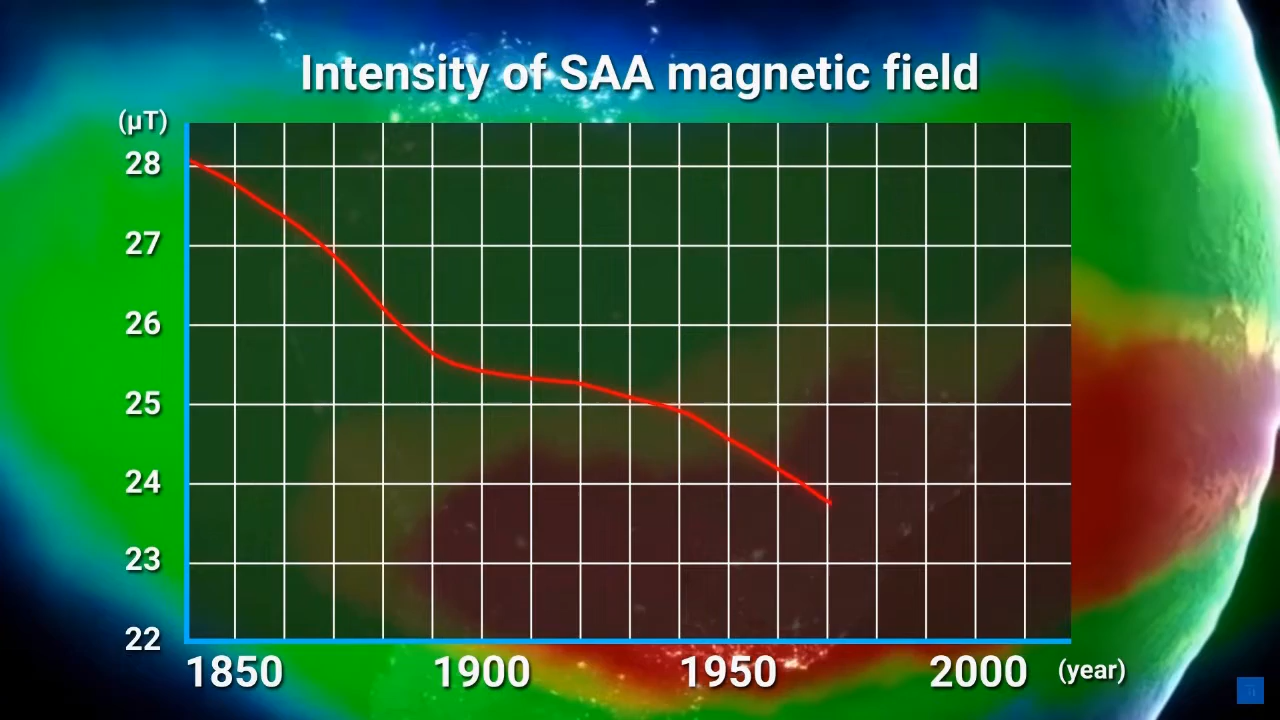 Intensity of SAA magnetic field
(μT)
28
27
26
25
24
23
22
1850 1900 1950 2000 (year)